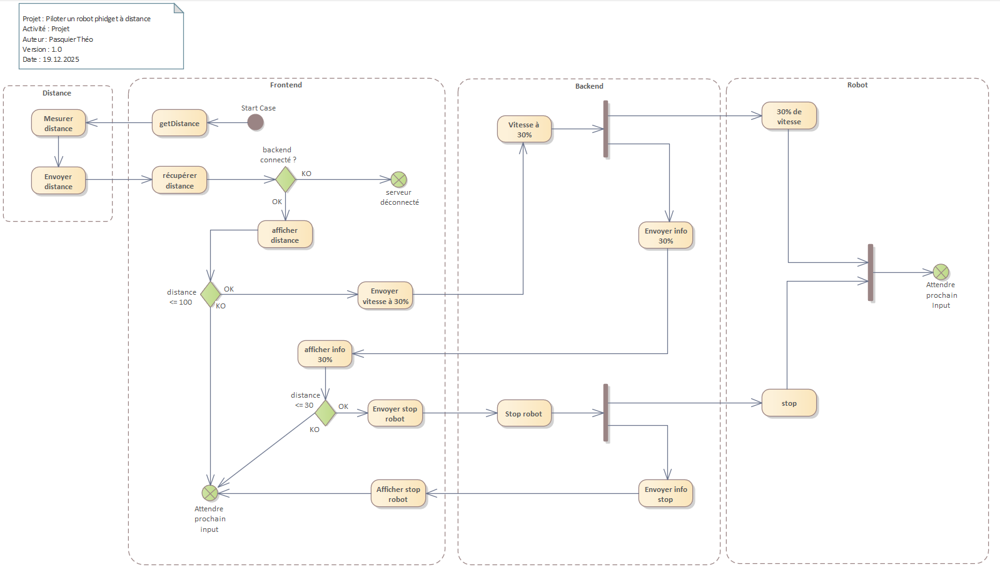 Projet : Piloter un robot phidget à distance
Activité : Projet
Auteur : Pasquier Théo
Version : 1.0
Date : 19.12.2025
Distance
Frontend
Backend
Robot
Mesurer
distance
getDistance
Start Case
Vitesse à
30%
30% de
vitesse
Envoyer
distance
récupérer
distance
backend
connecté ?
KO
OK
serveur
déconnecté
afficher
distance
Envoyer info
30%
distance
<= 100
OK
KO
Envoyer
vitesse à 30%
Attendre
prochain
Input
afficher info
30%
distance
<= 30
OK
KO
Envoyer stop
robot
Stop robot
stop
Afficher stop
robot
Envoyer info
stop
Attendre
prochain
input